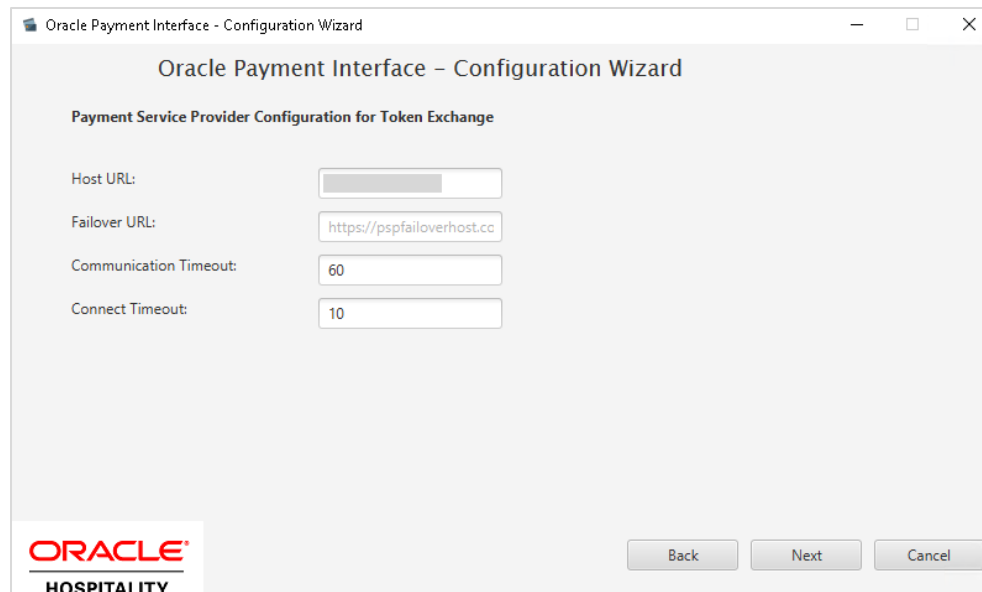 Oracle Payment Interface - Configuration Wizard
Oracle Payment Interface – Configuration Wizard
Payment Service Provider Configuration for Token Exchange
Host URL:
Failover URL: https://pspfailoverhost.cc
Communication Timeout: 60
Connect Timeout: 10
ORACLE®
HOSPITALITY
Back Next Cancel